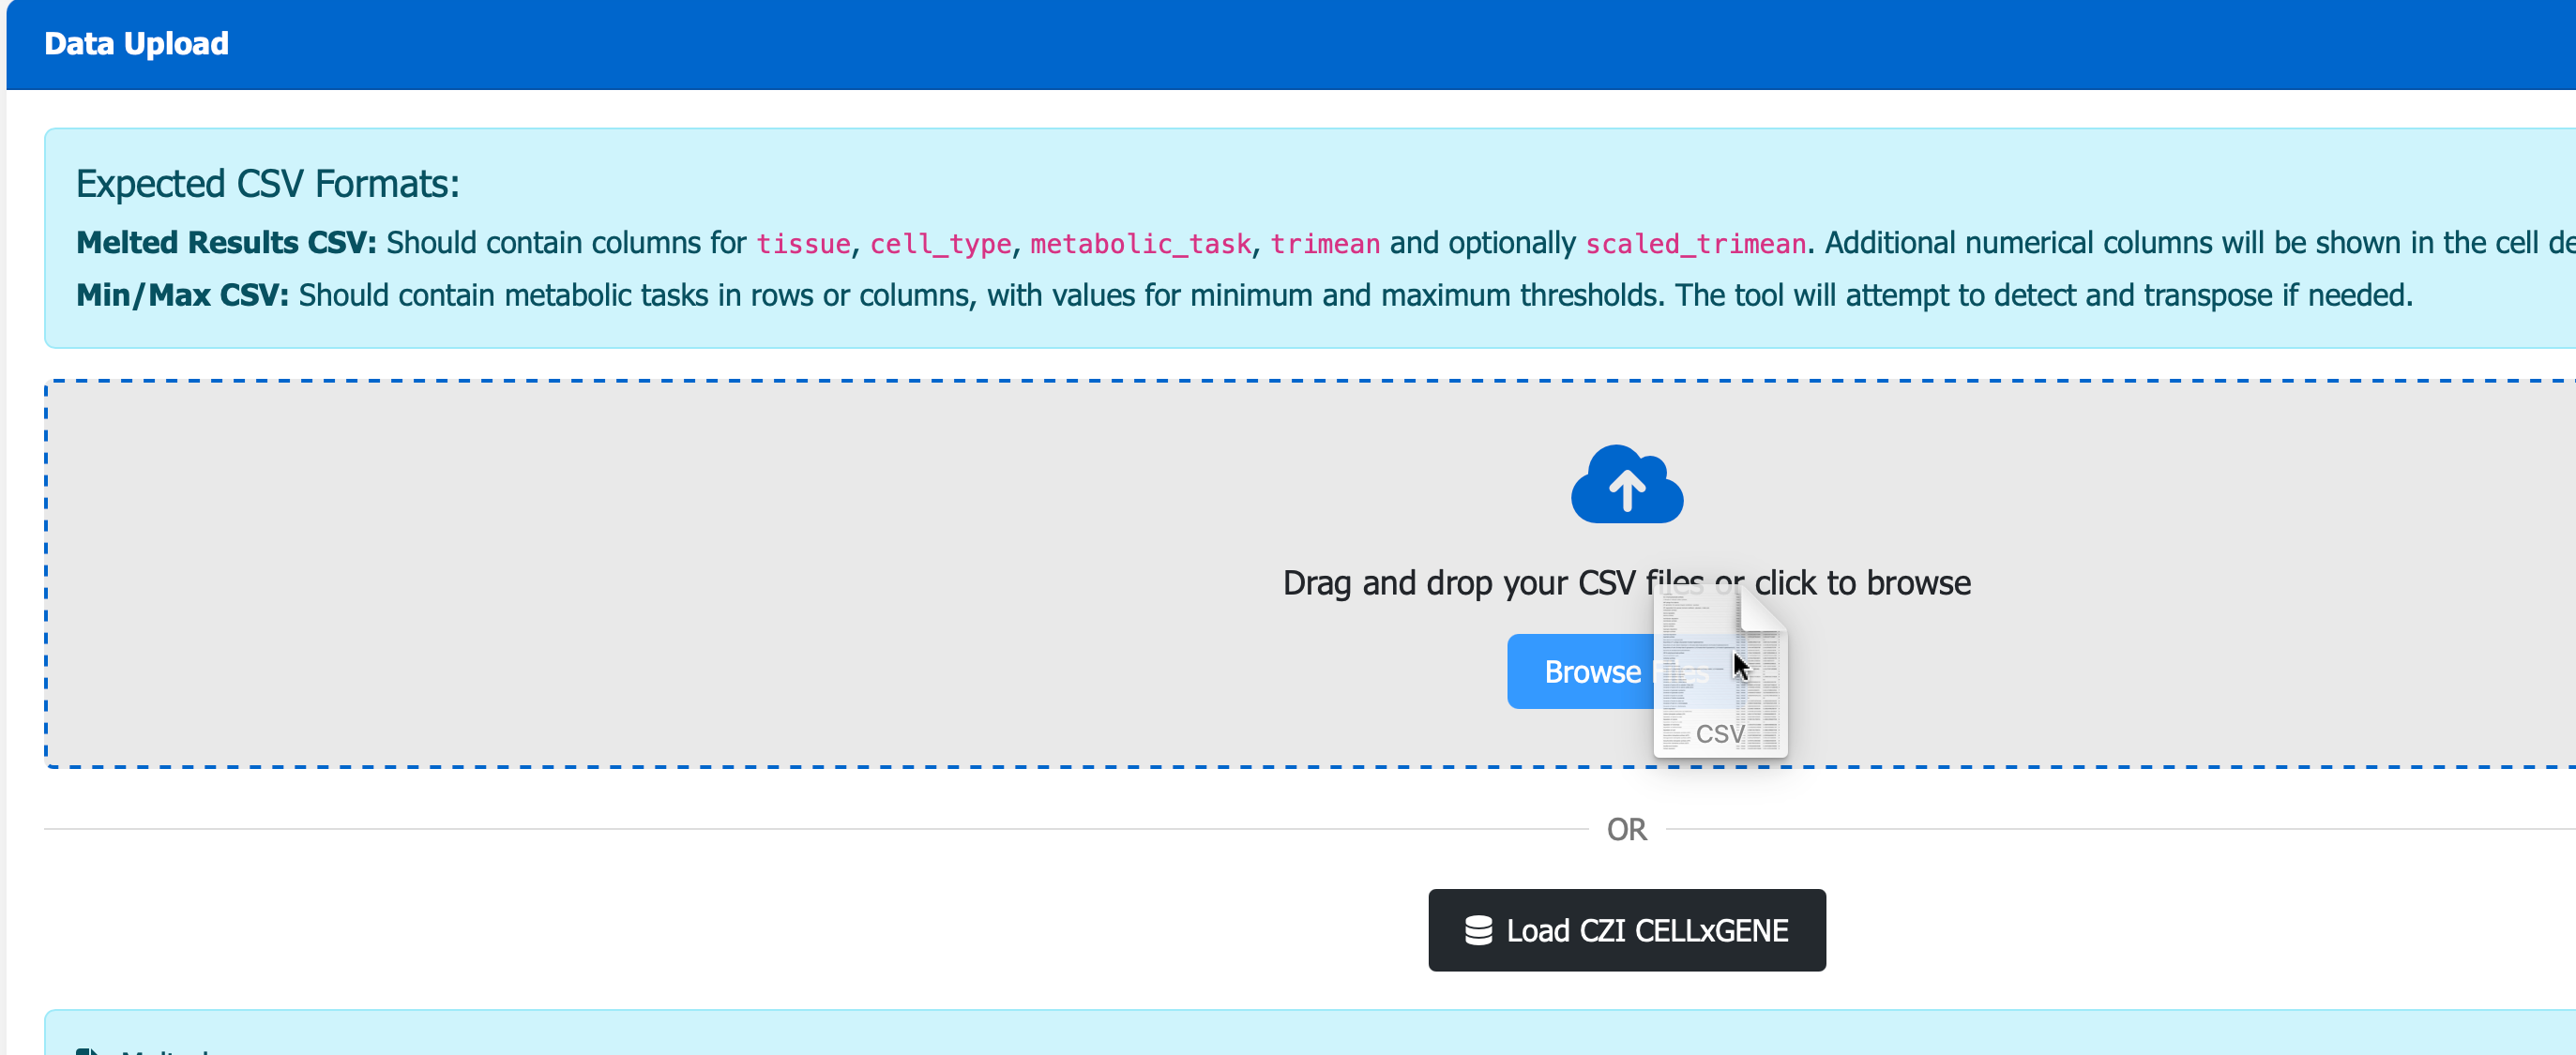 Data Upload
Expected CSV Formats:
Melted Results CSV: Should contain columns for tissue, cell_type, metabolic_task, trimean and optionally scaled_trimean. Additional numerical columns will be shown in the cell
Min/Max CSV: Should contain metabolic tasks in rows or columns, with values for minimum and maximum thresholds. The tool will attempt to detect and transpose if needed.
Drag and drop your CSV files or click to browse
Browse Files
CSV
OR
Load CZI CELLxGENE